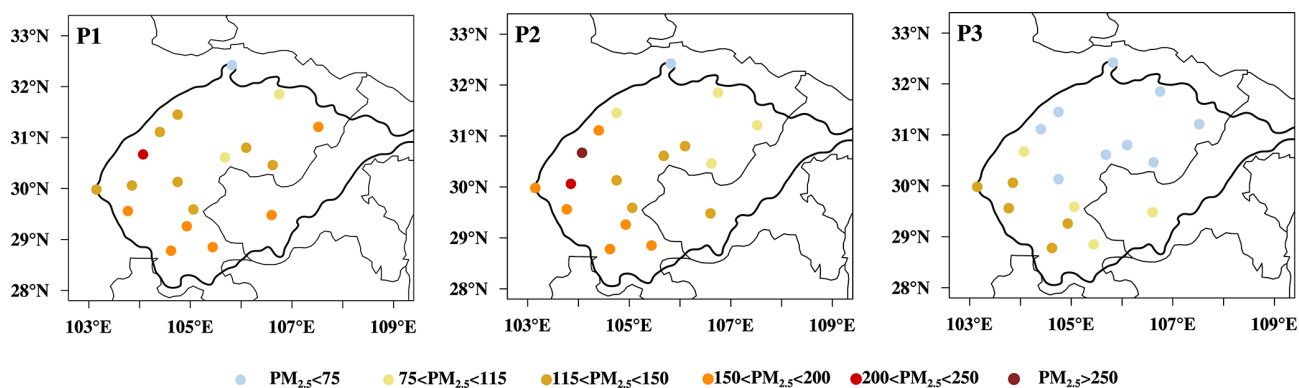 P1
33°N
32°N
31°N
30°N
29°N
28°N
103°E
105°E
107°E
109°E
P2
33°N
32°N
31°N
30°N
29°N
28°N
103°E
105°E
107°E
109°E
P3
33°N
32°N
31°N
30°N
29°N
28°N
103°E
105°E
107°E
109°E
PM2.5<75
75<PM2.5<115
115<PM2.5<150
150<PM2.5<200
200<PM2.5<250
PM2.5>250